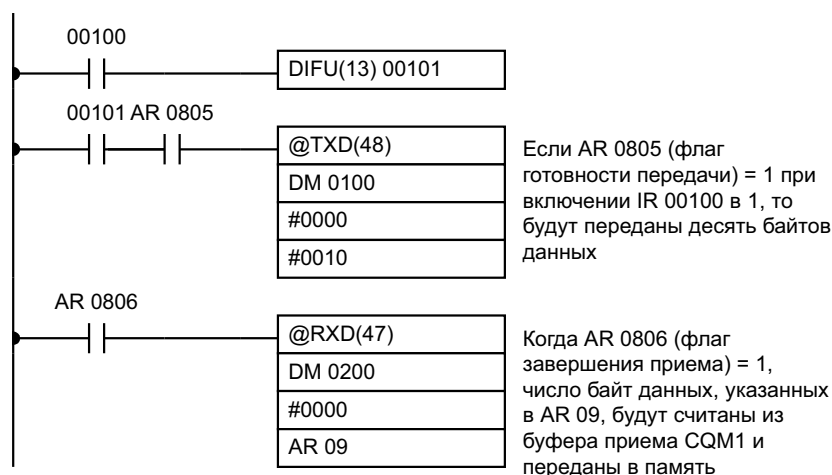 00100
DIFU(13) 00101
00101 AR 0805
@TXD(48)
DM 0100
#0000
#0010
Если AR 0805 (флаг
готовности передачи) = 1 при
включении IR 00100 в 1, то
будут переданы десять байтов
данных
AR 0806
@RXD(47)
DM 0200
#0000
AR 09
Когда AR 0806 (флаг
завершения приема) = 1,
число байт данных, указанных
в AR 09, будут считаны из
буфера приема CQM1 и
переданы в память